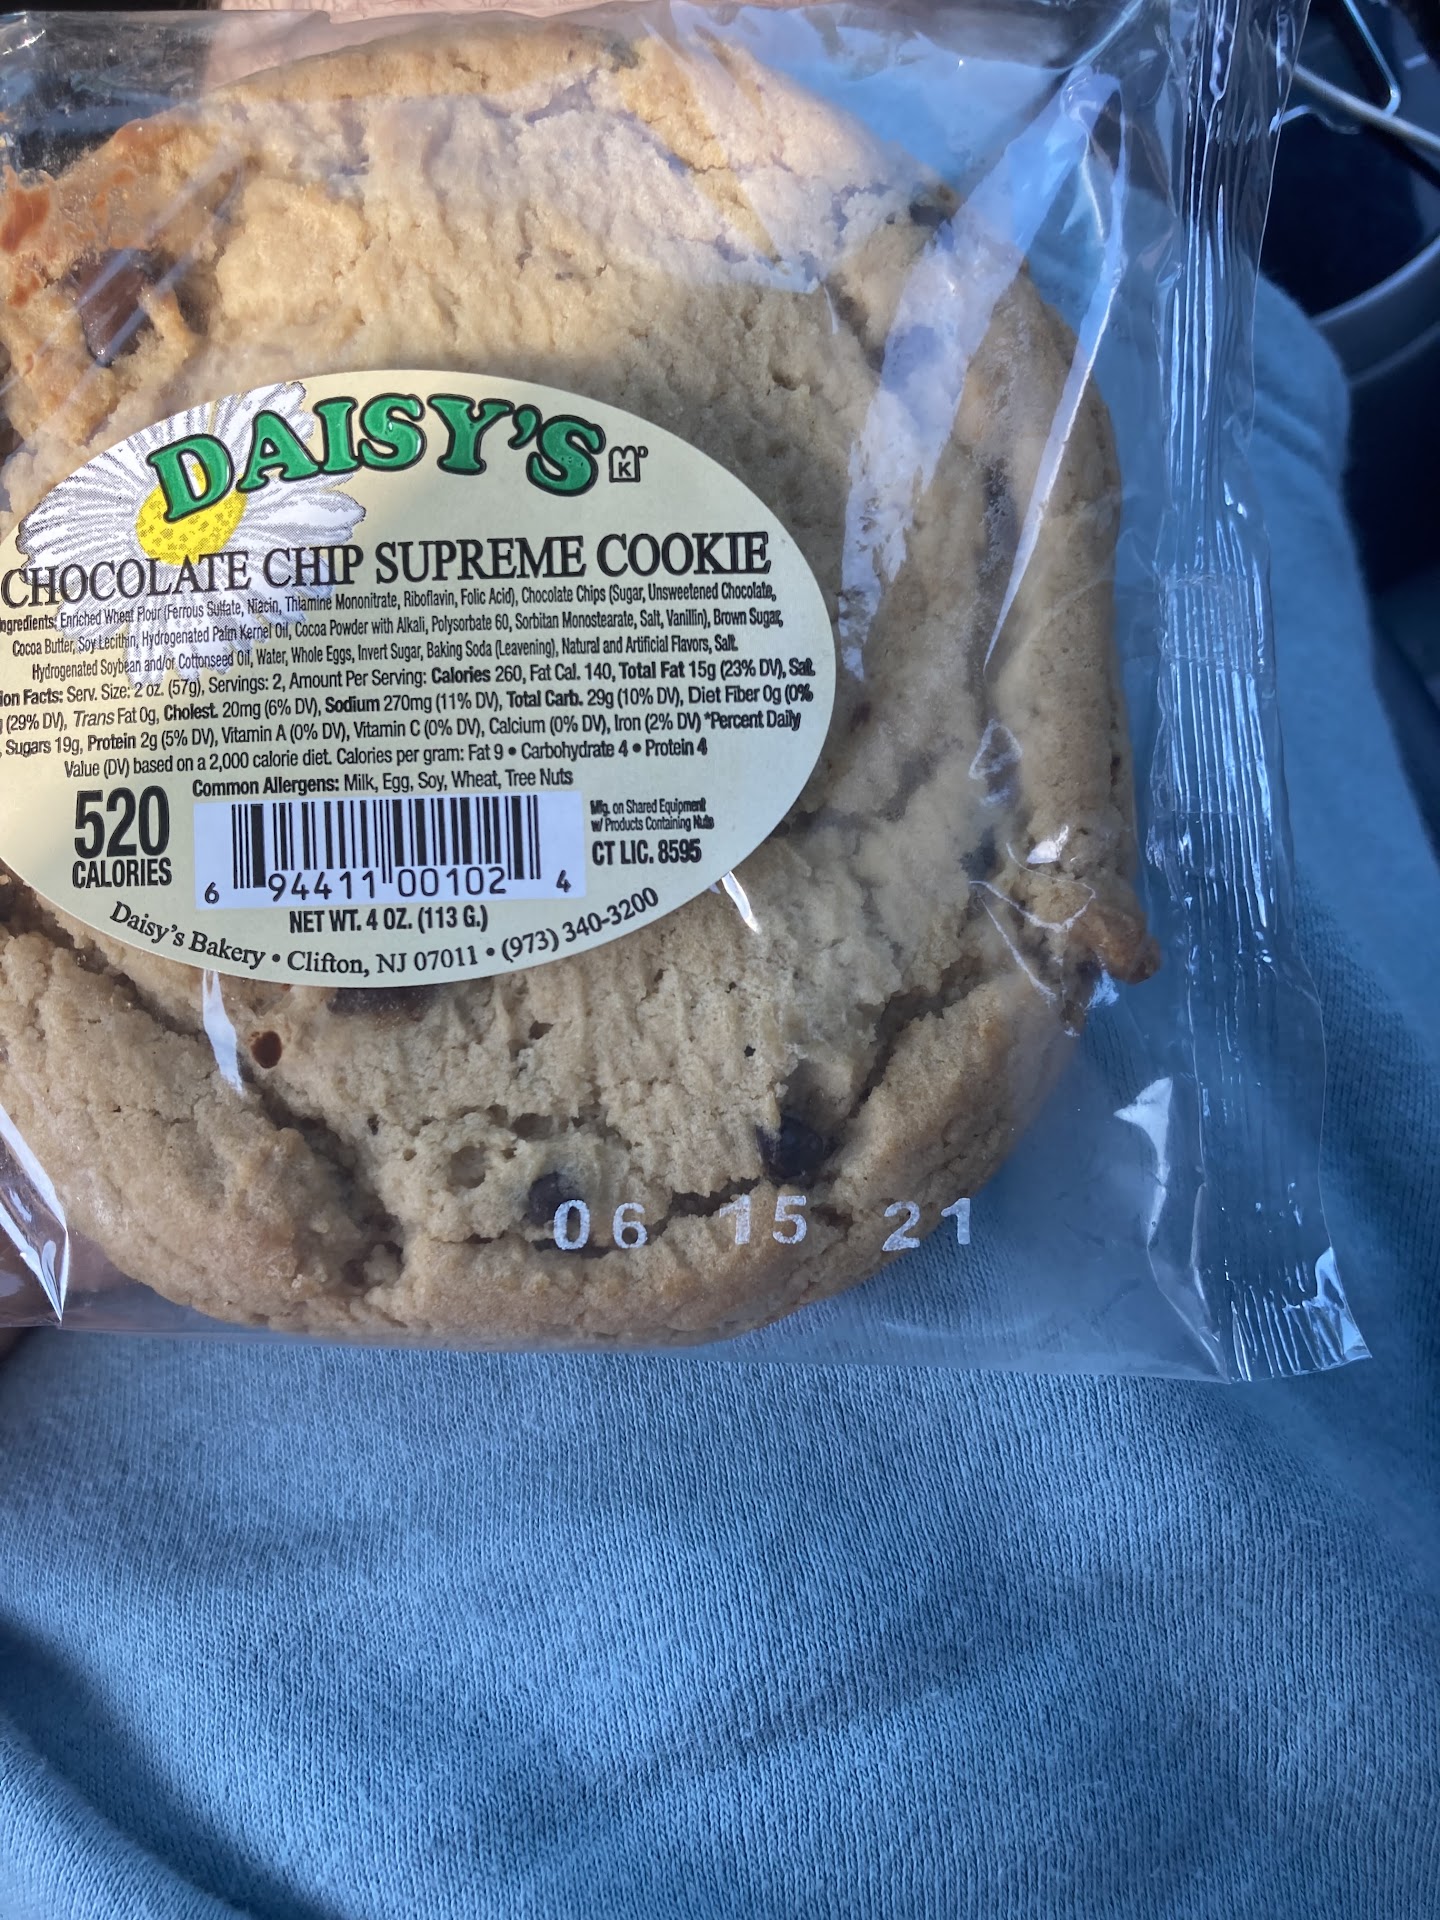 DAISY'S
K
CHOCOLATE CHIP SUPREME COOKIE
ngredients: Enriched Wheat Flour (Ferrous Sulfate, Niacin, Thiamine Mononitrate, Riboflavin, Folic Acid), Chocolate Chips (Sugar, Unsweetened Chocolate,
Cocoa Butter, Soy Lecithin, Hydrogenated Palm Kernel Oil, Cocoa Powder with Alkali, Polysorbate 60, Sorbitan Monostearate, Salt, Vanillin), Brown Sugar,
Hydrogenated Soybean and/or Cottonseed Oil, Water, Whole Eggs, Invert Sugar, Baking Soda (Leavening), Natural and Artificial Flavors, Salt.
ion Facts: Serv. Size: 2 oz. (57g), Servings: 2, Amount Per Serving: Calories 260, Fat Cal. 140, Total Fat 15g (23% DV), Sat.
(29% DV), Trans Fat 0g, Cholest. 20mg (6% DV), Sodium 270mg (11% DV), Total Carb. 29g (10% DV), Diet Fiber 0g (0%
Sugars 19g, Protein 2g (5% DV), Vitamin A (0% DV), Vitamin C (0% DV), Calcium (0% DV), Iron (2% DV) *Percent Daily
Value (DV) based on a 2,000 calorie diet. Calories per gram: Fat 9 • Carbohydrate 4 • Protein 4
Common Allergens: Milk, Egg, Soy, Wheat, Tree Nuts
520
CALORIES
6 94411 00102 4
Mfg. on Shared Equipment
w/ Products Containing Nuts
CT LIC. 8595
NET WT. 4 OZ. (113 G.)
Daisy's Bakery • Clifton, NJ 07011 • (973) 340-3200
06 15 21